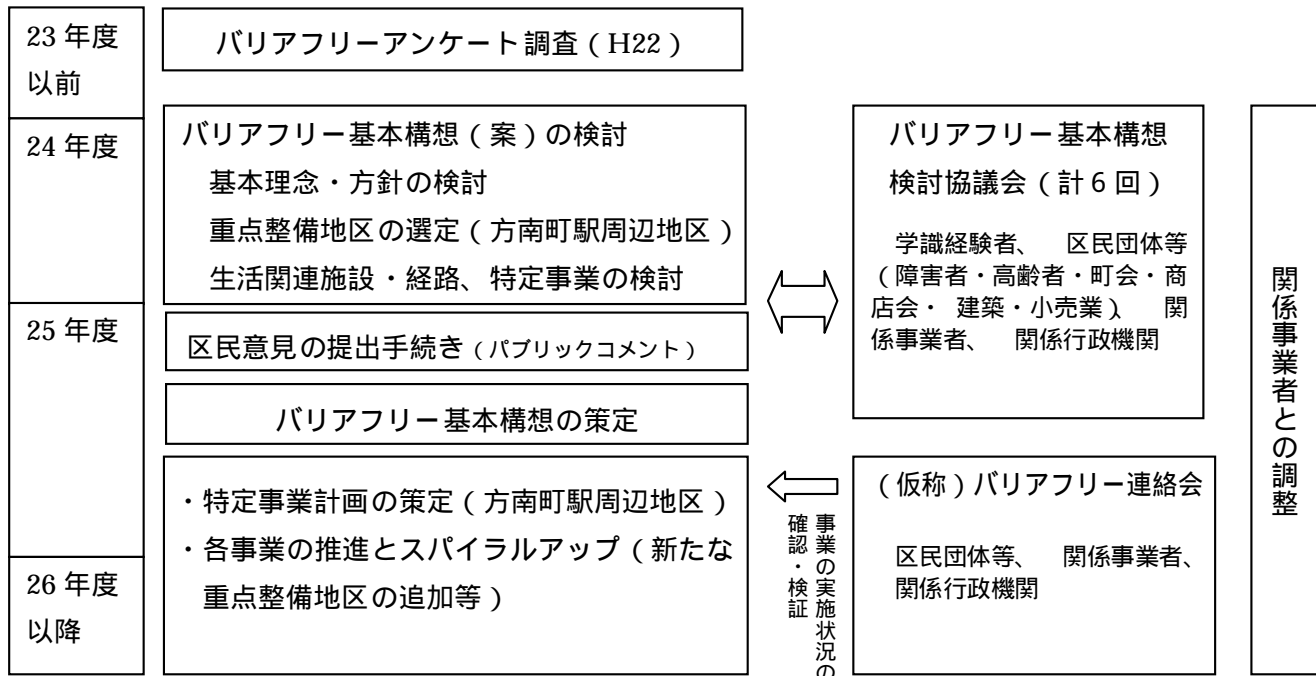 23 年度
以前
バリアフリーアンケート調査（H22）
24 年度
バリアフリー基本構想（案）の検討
基本理念・方針の検討
重点整備地区の選定（方南町駅周辺地区）
生活関連施設・経路、特定事業の検討
バリアフリー基本構想
検討協議会（計６回）
学識経験者、　区民団体等
（障害者・高齢者・町会・商
店会・ 建築・小売業）、　関
係事業者、　関係行政機関
25 年度
区民意見の提出手続き（パブリックコメント）
バリアフリー基本構想の策定
・特定事業計画の策定（方南町駅周辺地区）
・各事業の推進とスパイラルアップ（新たな
重点整備地区の追加等）
26 年度
以降
事業の実施状況の
確認・検証
（仮称）バリアフリー連絡会
区民団体等、　関係事業者、
関係行政機関
関係事業者との調整